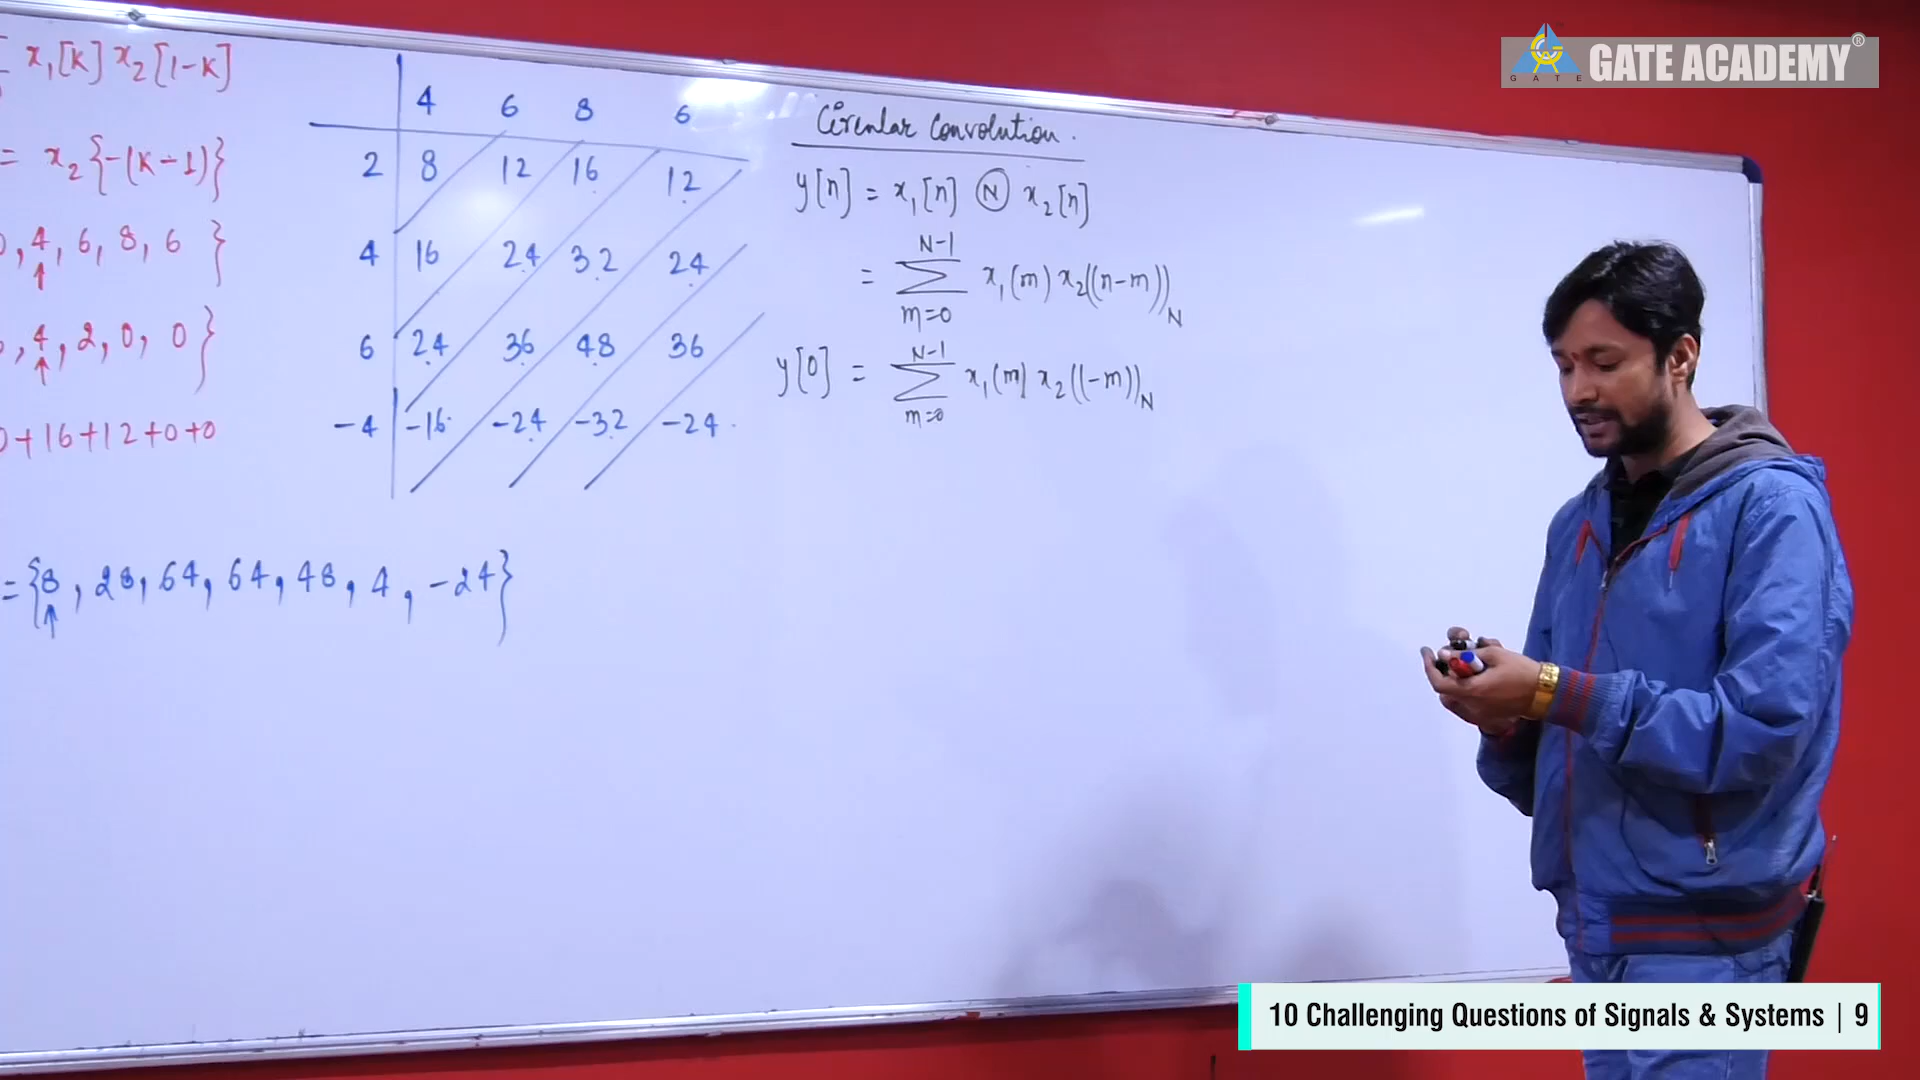 x₁[K] x₂[1-K]
= x₂{-(K-1)}
0, 4, 6, 8, 6 }
↑
, 4, 2, 0, 0 }
↑
0+16+12+0+0
4 6 8 6
2 8 12 16 12
4 16 24 32 24
6 24 36 48 36
-4 -16 -24 -32 -24
= {8, 28, 64, 64, 48, 4, -24}
↑
Circular Convolution.
y[n] = x₁[n] Ⓝ x₂[n]
N-1
= Σ x₁(m) x₂((n-m))N
m=0
N-1
y[0] = Σ x₁(m) x₂((-m))N
m=0
GATE
GATE ACADEMY®
10 Challenging Questions of Signals & Systems | 9